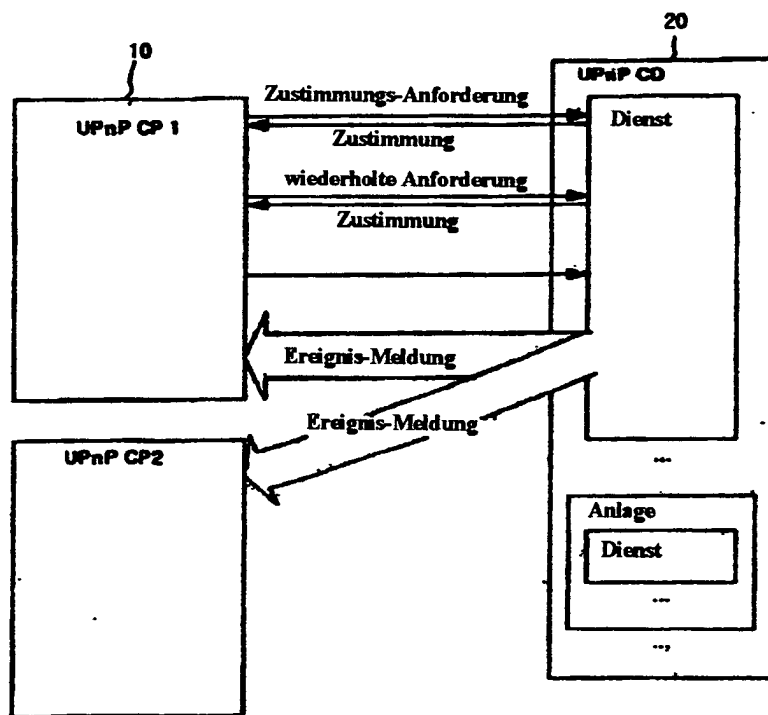 10
20
UPnP CP 1
UPnP CD
Zustimmungs-Anforderung
Zustimmung
Dienst
wiederholte Anforderung
Zustimmung
Ereignis-Meldung
Ereignis-Meldung
UPnP CP2
...
Anlage
Dienst
...
...,